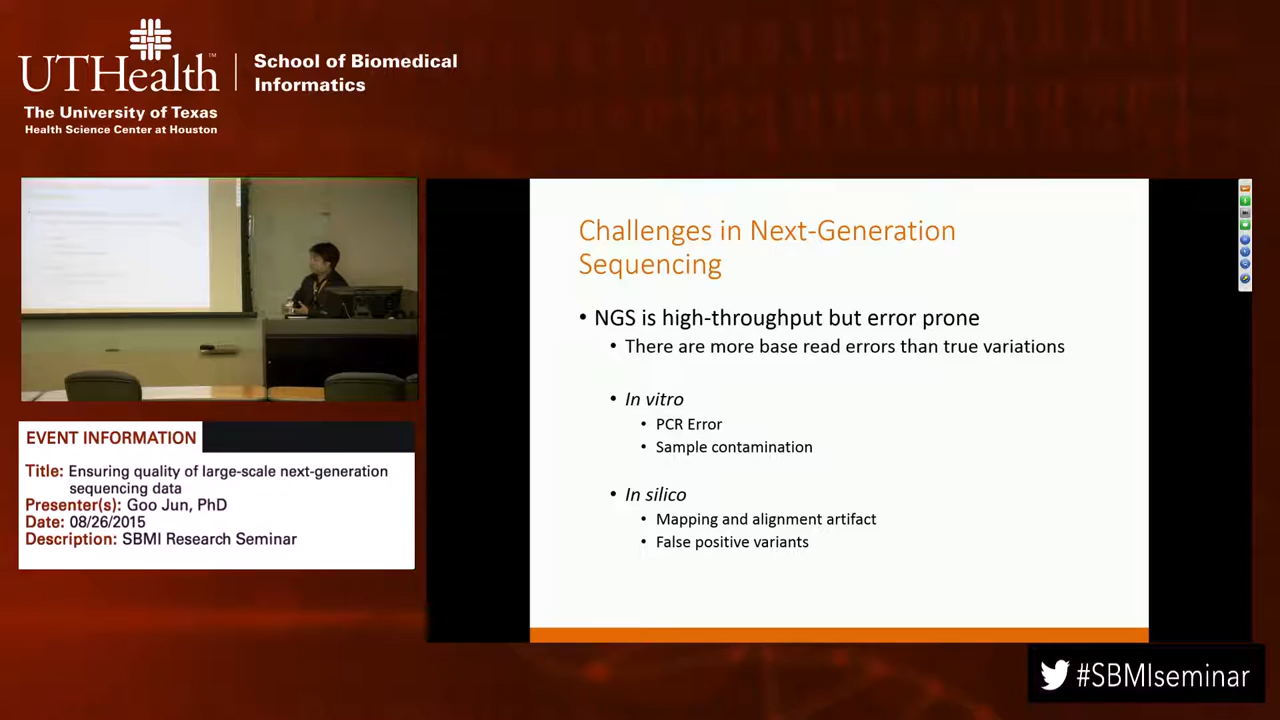 UTHealth™
The University of Texas
Health Science Center at Houston
School of Biomedical
Informatics
EVENT INFORMATION
Title: Ensuring quality of large-scale next-generation
sequencing data
Presenter(s): Goo Jun, PhD
Date: 08/26/2015
Description: SBMI Research Seminar
Challenges in Next-Generation
Sequencing
• NGS is high-throughput but error prone
• There are more base read errors than true variations
• In vitro
• PCR Error
• Sample contamination
• In silico
• Mapping and alignment artifact
• False positive variants
#SBMIseminar